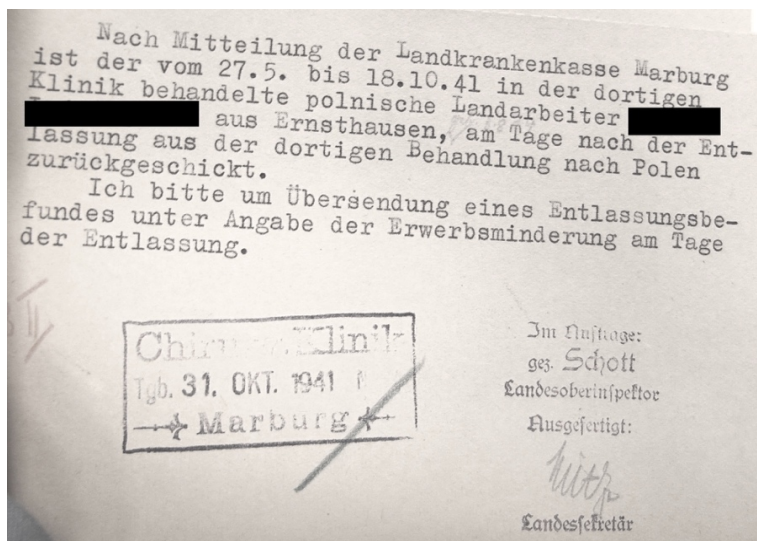 Nach Mitteilung der Landkrankenkasse Marburg
ist der vom 27.5. bis 18.10.41 in der dortigen
Klinik behandelte polnische Landarbeiter
aus Ernsthausen, am Tage nach der Ent-
lassung aus der dortigen Behandlung nach Polen
zurückgeschickt.
Ich bitte um Übersendung eines Entlassungsbe-
fundes unter Angabe der Erwerbsminderung am Tage
der Entlassung.
II
Chirurg. Klinik
Tgb. 31. OKT. 1941
Marburg
Im Auftrage:
gez. Schott
Landesoberinspektor
Ausgefertigt:
Landessekretär